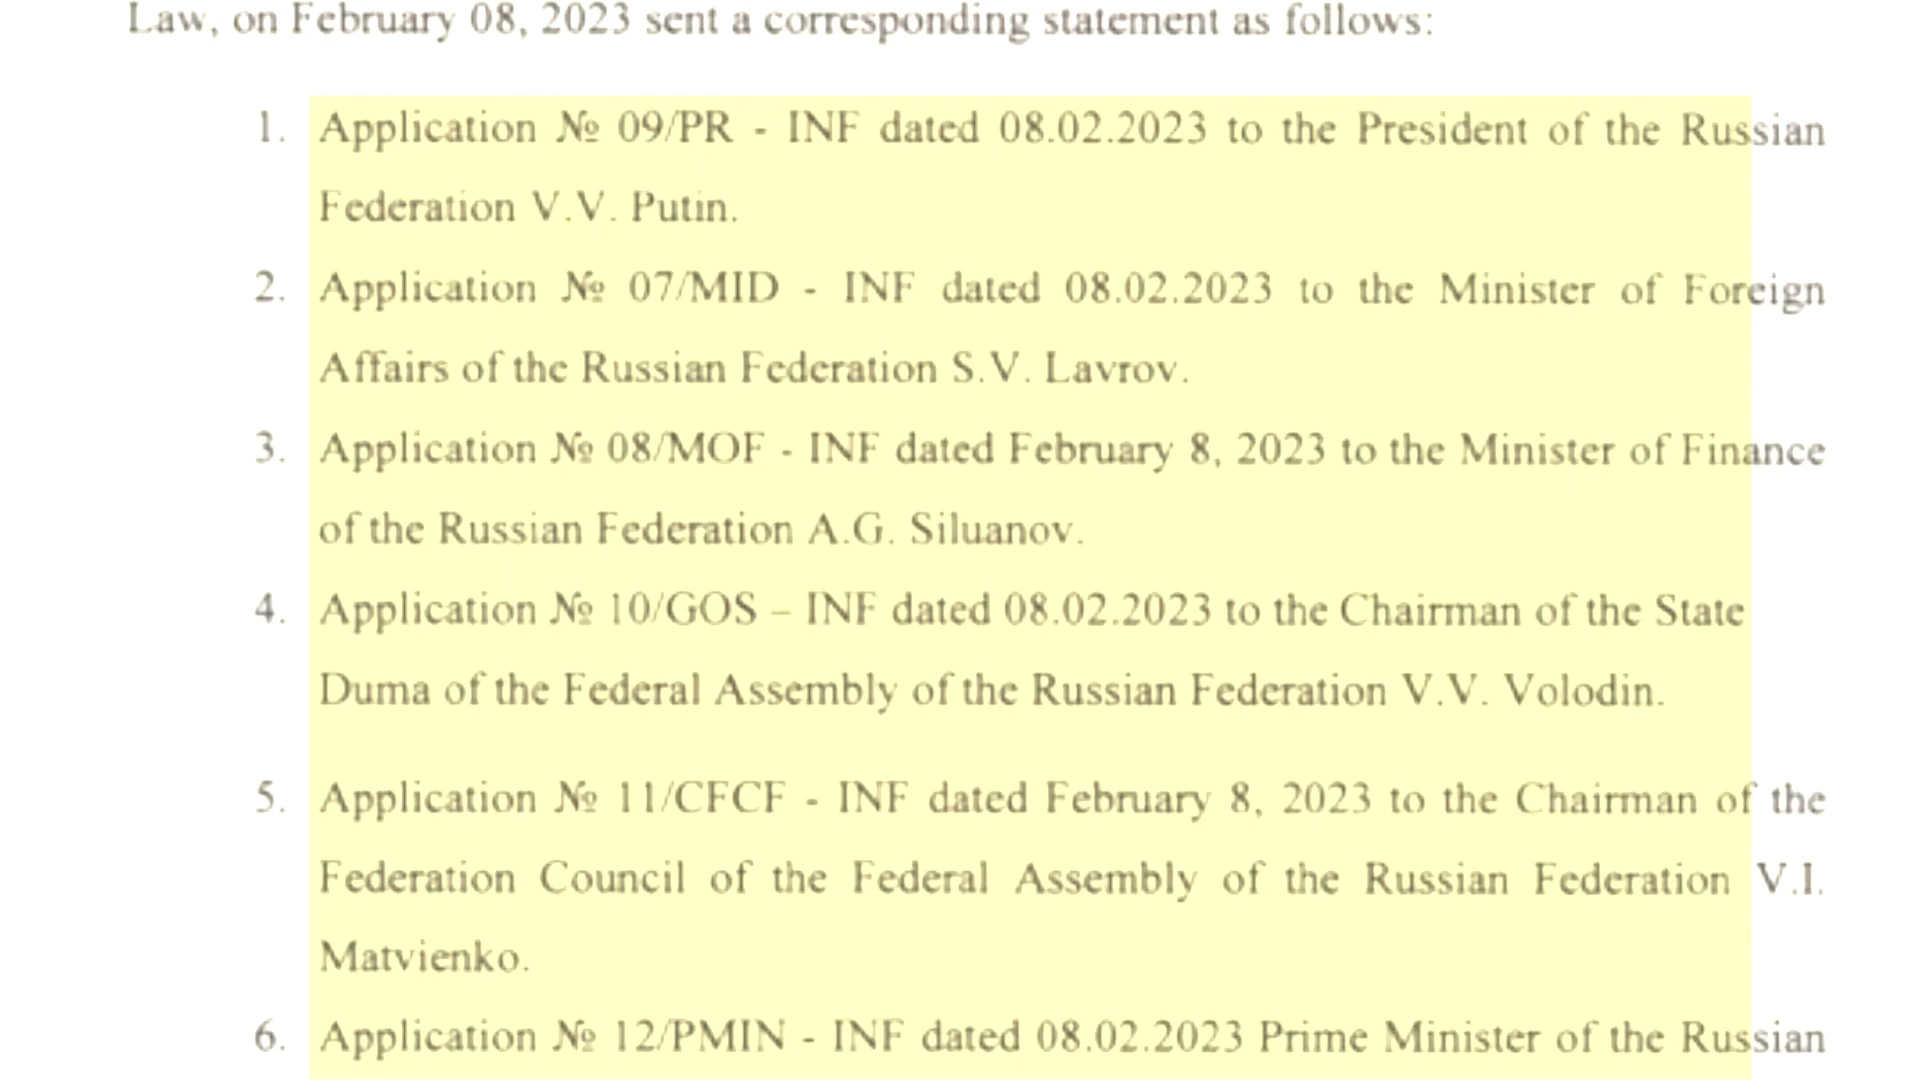 Law, on February 08, 2023 sent a corresponding statement as follows:
1. Application № 09/PR - INF dated 08.02.2023 to the President of the Russian
Federation V.V. Putin.
2. Application № 07/MID - INF dated 08.02.2023 to the Minister of Foreign
Affairs of the Russian Federation S.V. Lavrov.
3. Application № 08/MOF - INF dated February 8, 2023 to the Minister of Finance
of the Russian Federation A.G. Siluanov.
4. Application № 10/GOS – INF dated 08.02.2023 to the Chairman of the State
Duma of the Federal Assembly of the Russian Federation V.V. Volodin.
5. Application № 11/CFCF - INF dated February 8, 2023 to the Chairman of the
Federation Council of the Federal Assembly of the Russian Federation V.I.
Matvienko.
6. Application № 12/PMIN - INF dated 08.02.2023 Prime Minister of the Russian